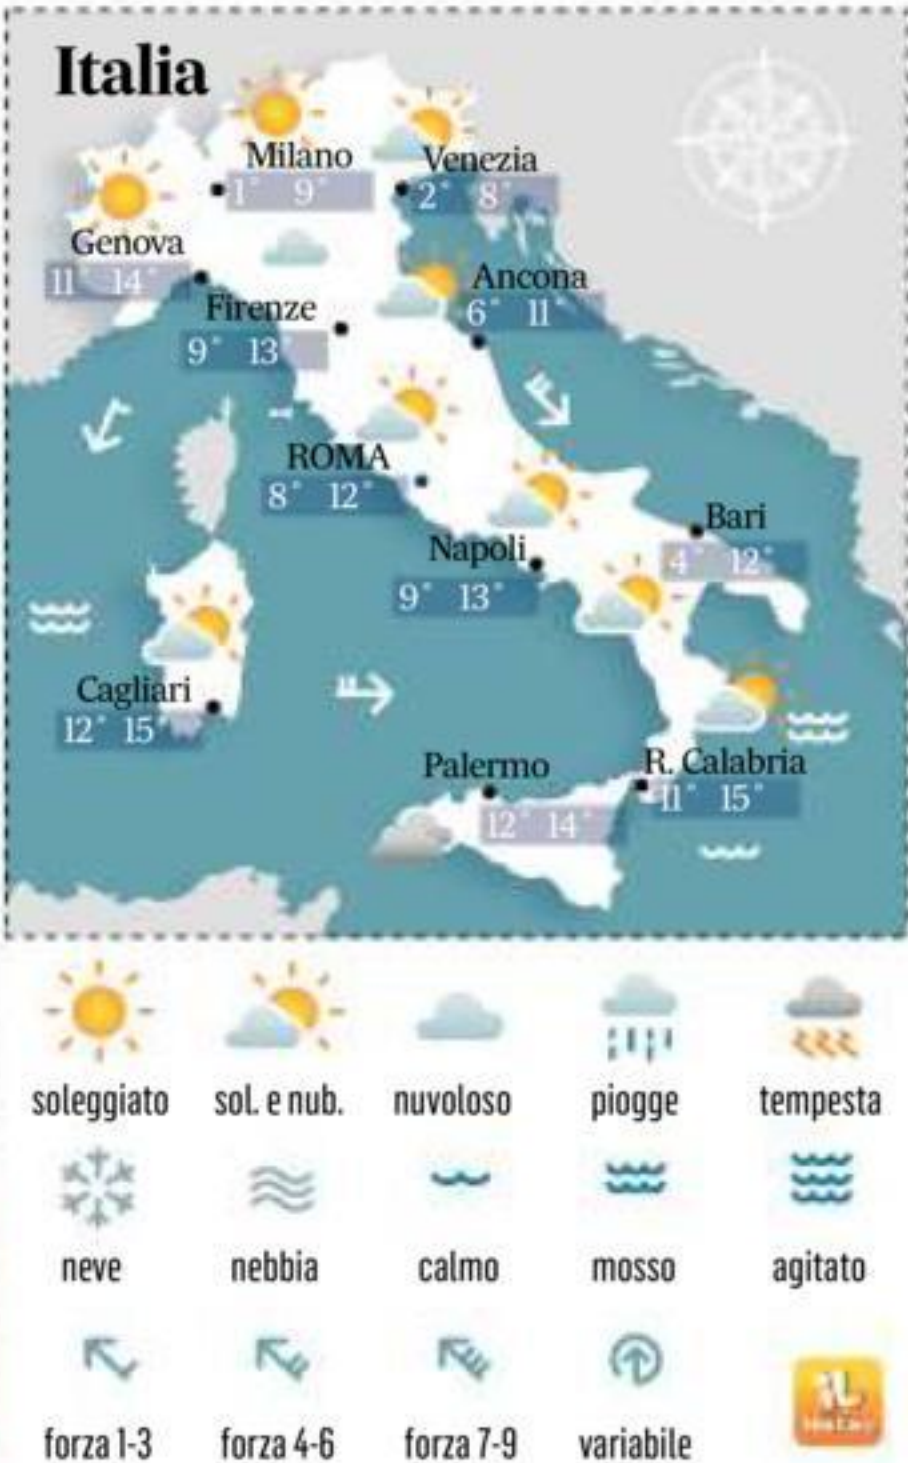 Italia
Milano
1° 9°
Venezia
2° 8°
Genova
11° 14°
Ancona
6° 11°
Firenze
9° 13°
ROMA
8° 12°
Bari
4° 12°
Napoli
9° 13°
Cagliari
12° 15°
Palermo
12° 14°
R. Calabria
11° 15°
soleggiato sol. e nub. nuvoloso piogge tempesta
neve nebbia calmo mosso agitato
forza 1-3 forza 4-6 forza 7-9 variabile